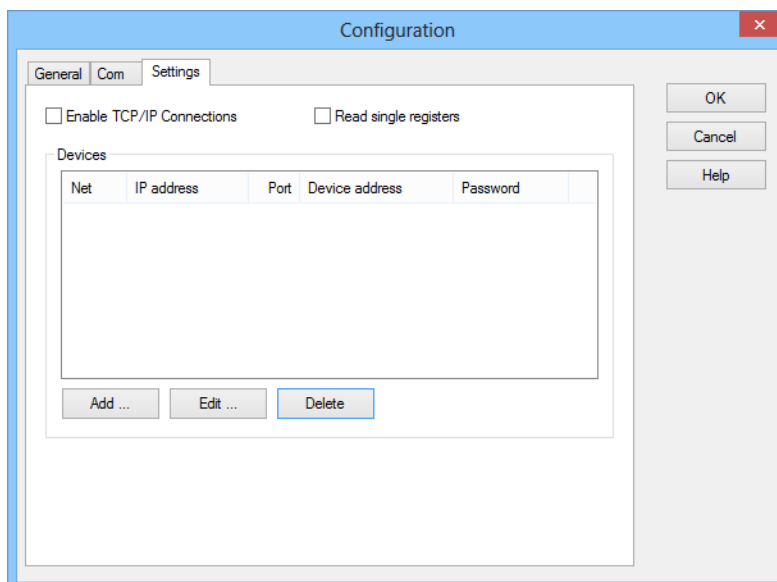 Configuration
General Com Settings
Enable TCP/IP Connections Read single registers
Devices
Net IP address Port Device address Password
Add ... Edit ... Delete
OK
Cancel
Help